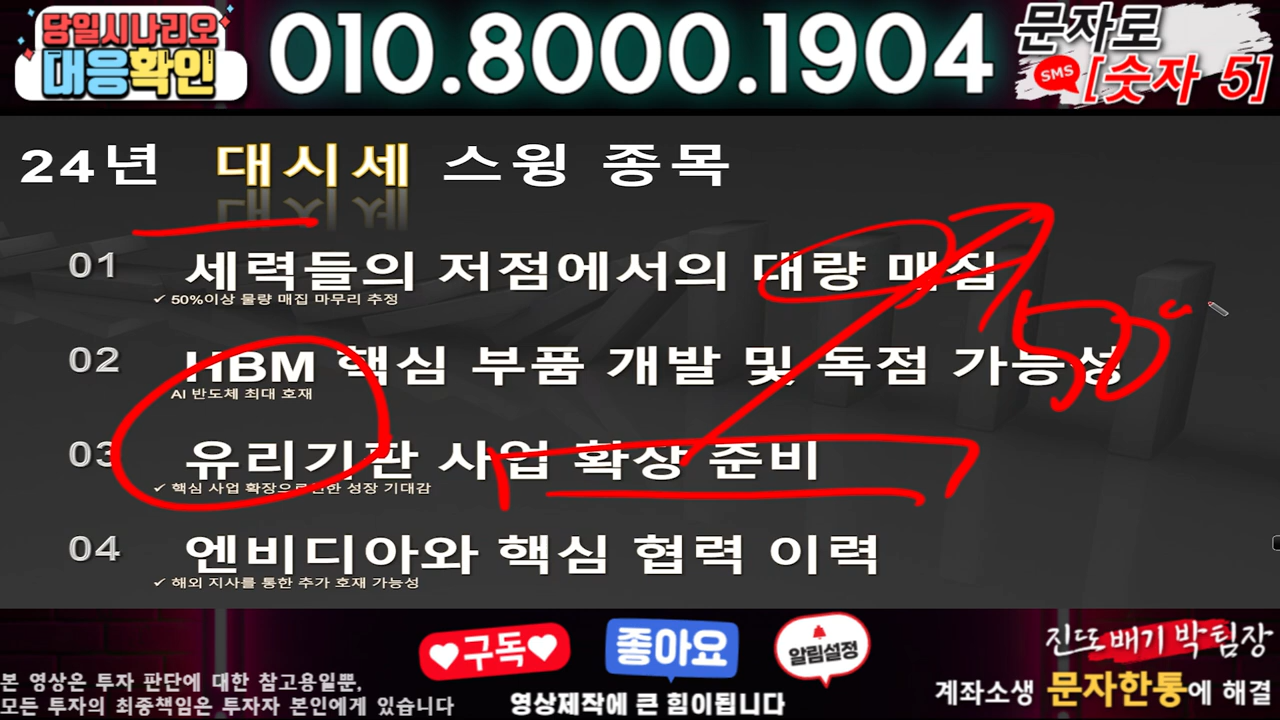 당일시나리오
대응확인
010.8000.1904
문자로
SMS
[숫자 5]
24년 대시세 스윙 종목
01 세력들의 저점에서의 대량 매집
✓ 50%이상 물량 매집 마무리 추정
02 HBM 핵심 부품 개발 및 독점 가능성
AI 반도체 최대 호재
03 유리기판 사업 확장 준비
✓ 핵심 사업 확장으로인한 성장 기대감
04 엔비디아와 핵심 협력 이력
✓ 해외 지사를 통한 추가 호재 가능성
50
구독
좋아요
알림설정
영상제작에 큰 힘이됩니다
본 영상은 투자 판단에 대한 참고용일뿐,
모든 투자의 최종책임은 투자자 본인에게 있습니다
진또배기 박팀장
계좌소생 문자한통에 해결